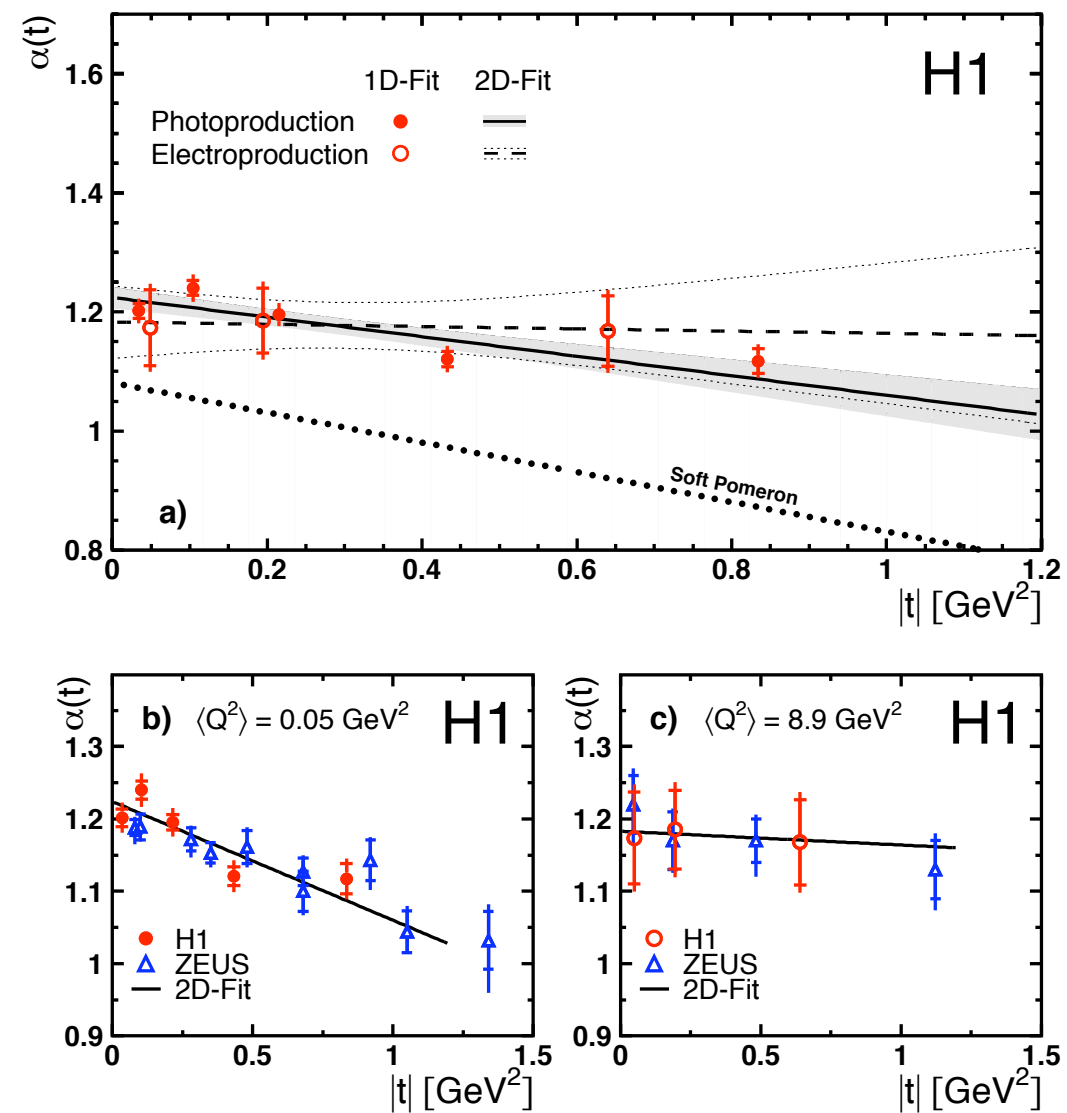 α(t)
H1
1D-Fit 2D-Fit
Photoproduction
Electroproduction
1.6
1.4
1.2
1
0.8
Soft Pomeron
a)
0 0.2 0.4 0.6 0.8 1 1.2
|t| [GeV²]
α(t)
b) ⟨Q²⟩ = 0.05 GeV² H1
1.3
1.2
1.1
1
0.9
H1
ZEUS
2D-Fit
0 0.5 1 1.5
|t| [GeV²]
α(t)
c) ⟨Q²⟩ = 8.9 GeV² H1
1.3
1.2
1.1
1
0.9
H1
ZEUS
2D-Fit
0 0.5 1 1.5
|t| [GeV²]